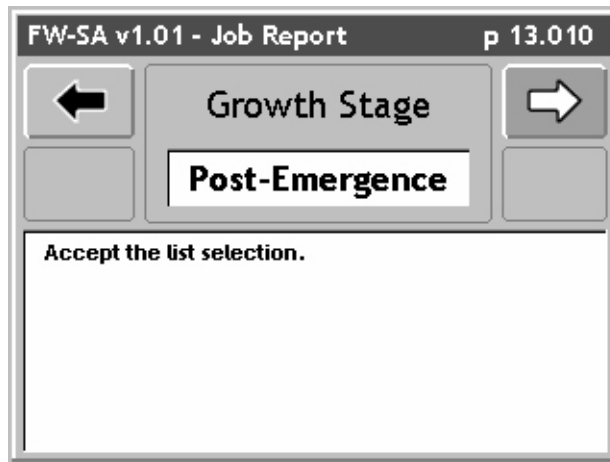 FW-SA v1.01 - Job Report p 13.010
Growth Stage
Post-Emergence
Accept the list selection.